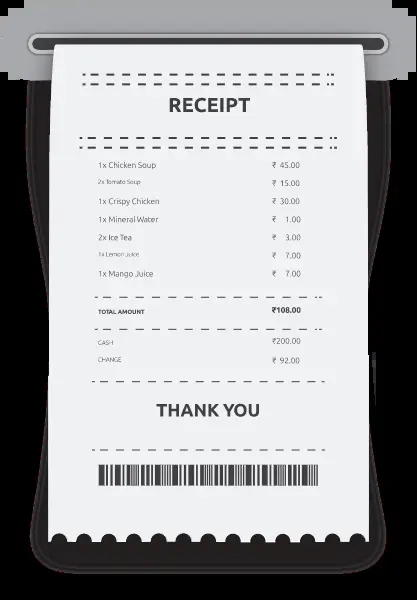 RECEIPT
1x Chicken Soup ₹ 45.00
2x Tomato Soup ₹ 15.00
1x Crispy Chicken ₹ 30.00
1x Mineral Water ₹ 1.00
2x Ice Tea ₹ 3.00
1x Lemon Juice ₹ 7.00
1x Mango Juice ₹ 7.00
TOTAL AMOUNT ₹108.00
CASH ₹200.00
CHANGE ₹ 92.00
THANK YOU